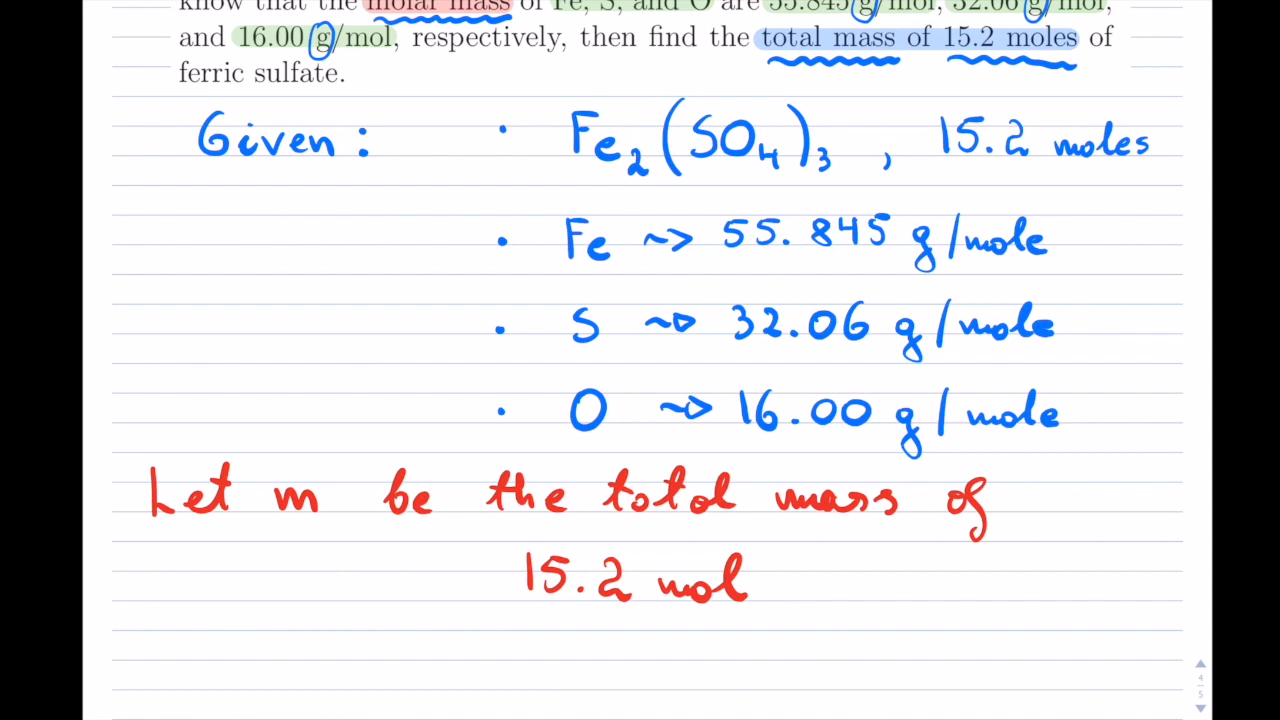 know that the molar mass of Fe, S, and O are 55.845 g/mol, 32.06 g/mol,
and 16.00 g/mol, respectively, then find the total mass of 15.2 moles of
ferric sulfate.
Given: · Fe₂(SO₄)₃ , 15.2 moles
· Fe ~> 55.845 g/mole
· S ~> 32.06 g/mole
· O ~> 16.00 g/mole
Let m be the total mass of
15.2 mol
4
5